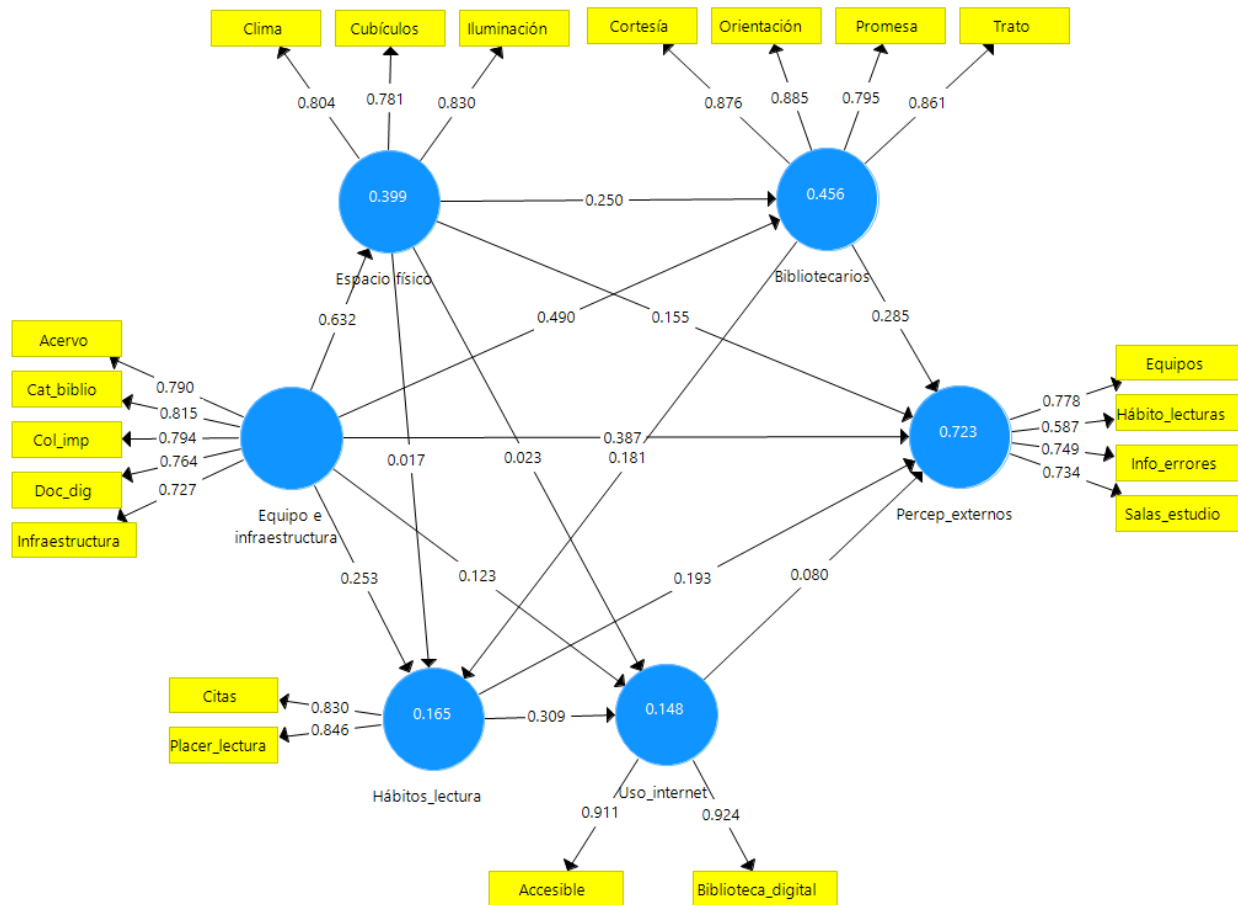 Clima
Cubículos
Iluminación
Cortesía
Orientación
Promesa
Trato
0.804
0.781
0.830
0.876
0.885
0.795
0.861
0.399
0.250
0.456
Espacio físico
Bibliotecarios
0.632
0.490
0.155
0.285
Acervo
Cat_biblio
Col_imp
Doc_dig
Infraestructura
0.790
0.815
0.794
0.764
0.727
Equipo e
infraestructura
0.387
0.017
0.023
0.181
0.723
Percep_externos
0.778
0.587
0.749
0.734
Equipos
Hábito_lecturas
Info_errores
Salas_estudio
0.253
0.123
0.193
0.080
Citas
Placer_lectura
0.830
0.846
0.165
0.309
0.148
Hábitos_lectura
Uso_internet
0.911
0.924
Accesible
Biblioteca_digital